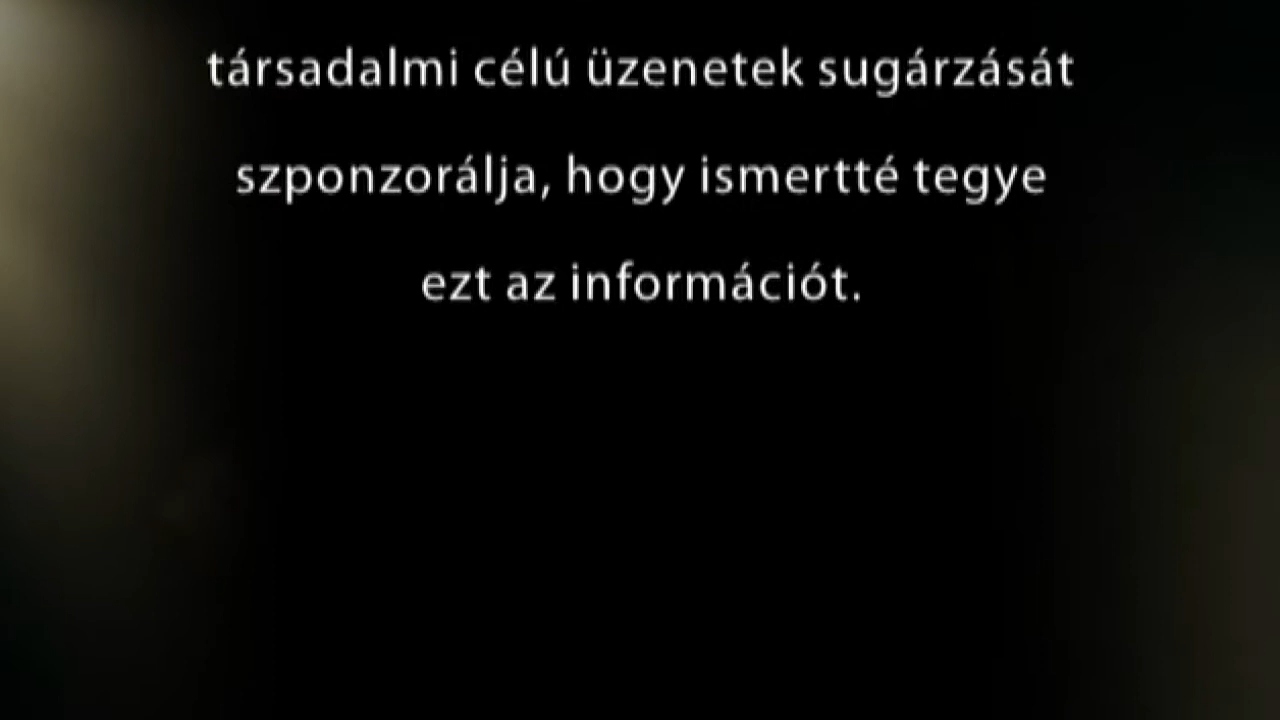 társadalmi célú üzenetek sugárzását
szponzorálja, hogy ismertté tegye
ezt az információt.